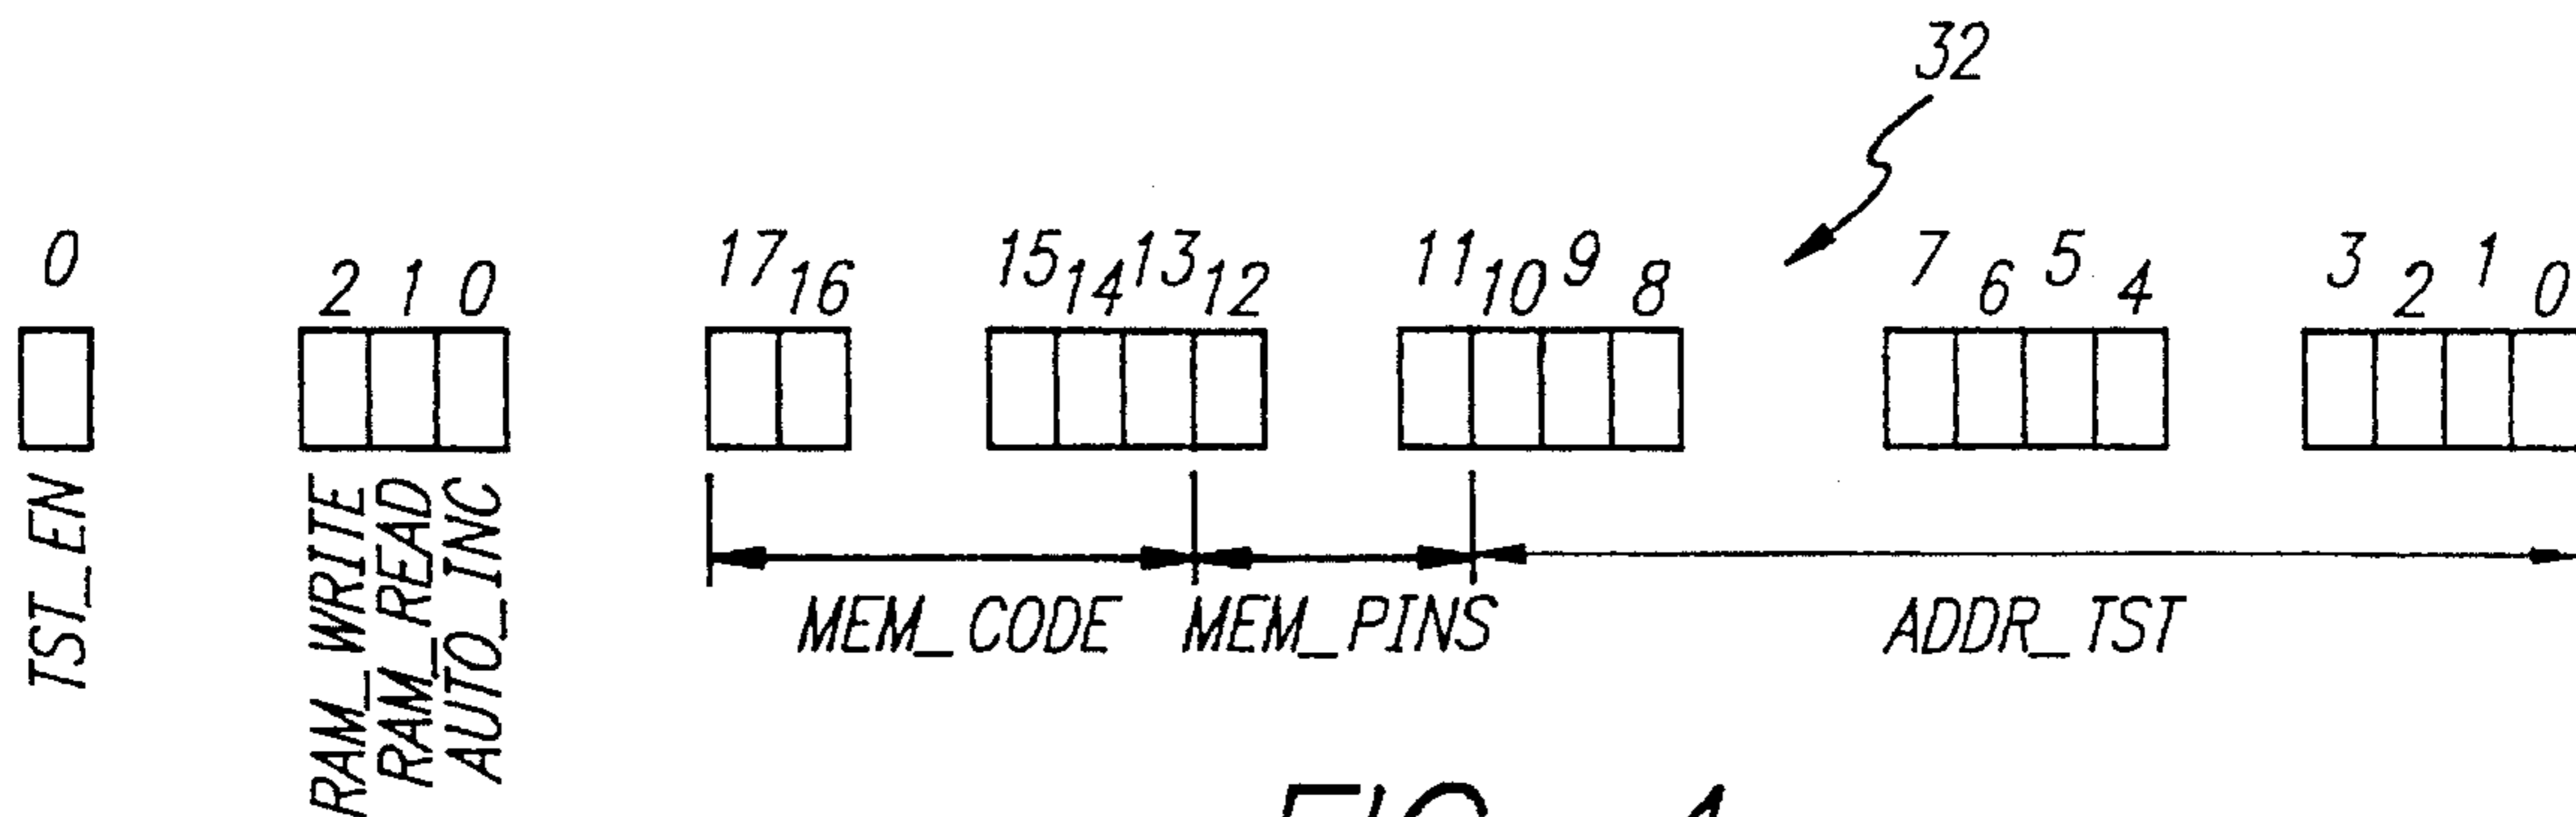 32
0 2 1 0 17 16 15 14 13 12 11 10 9 8 7 6 5 4 3 2 1 0
TST_EN
RAM_WRITE
RAM_READ
AUTO_INC
MEM_CODE MEM_PINS ADDR_TST